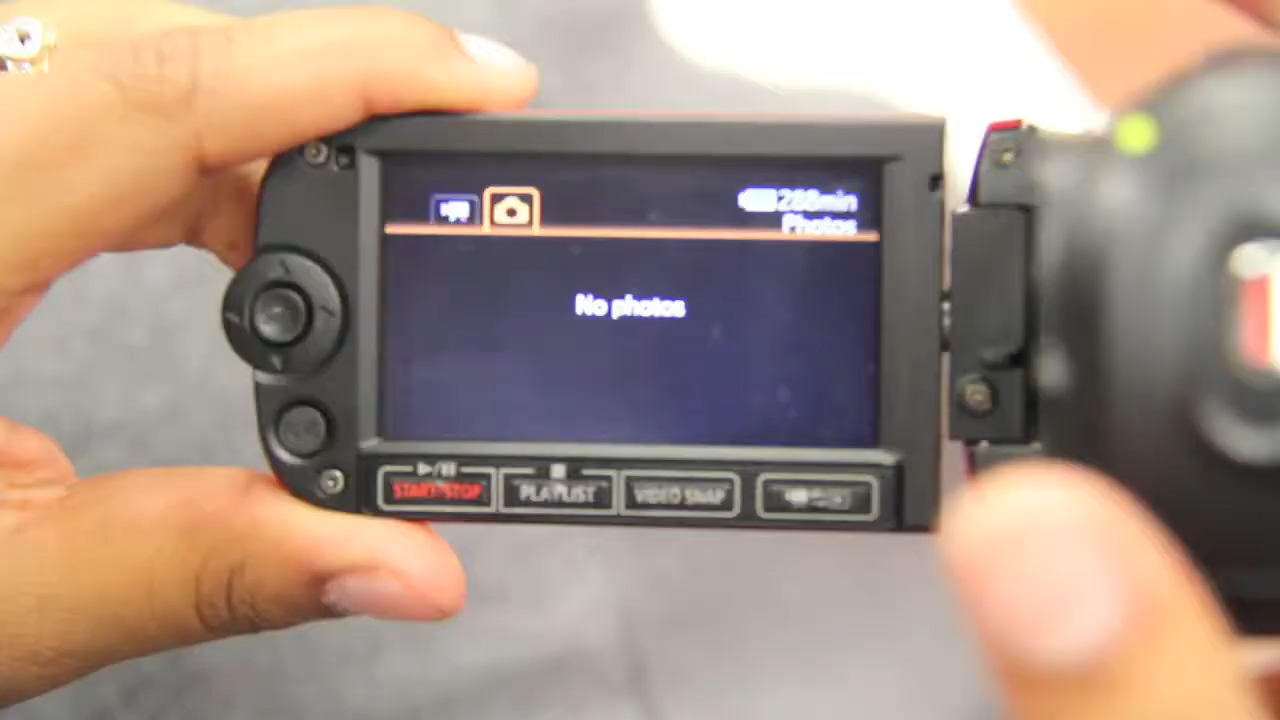 288min
Photos
No photos
START/STOP
PLAYLIST
VIDEO SNAP